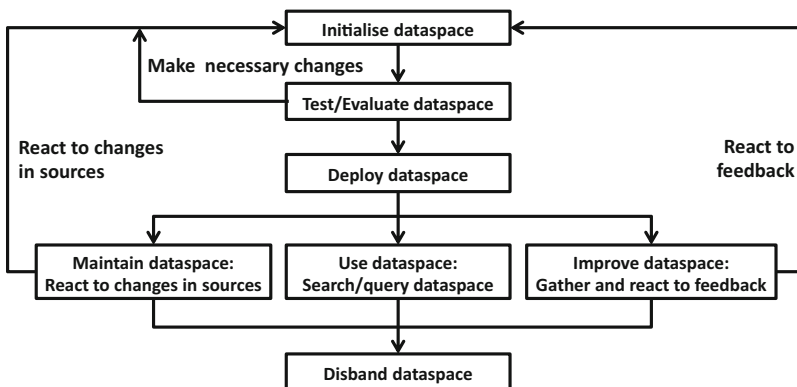 Initialise dataspace
Make necessary changes
Test/Evaluate dataspace
React to changes
in sources
React to
feedback
Deploy dataspace
Maintain dataspace:
React to changes in sources
Use dataspace:
Search/query dataspace
Improve dataspace:
Gather and react to feedback
Disband dataspace